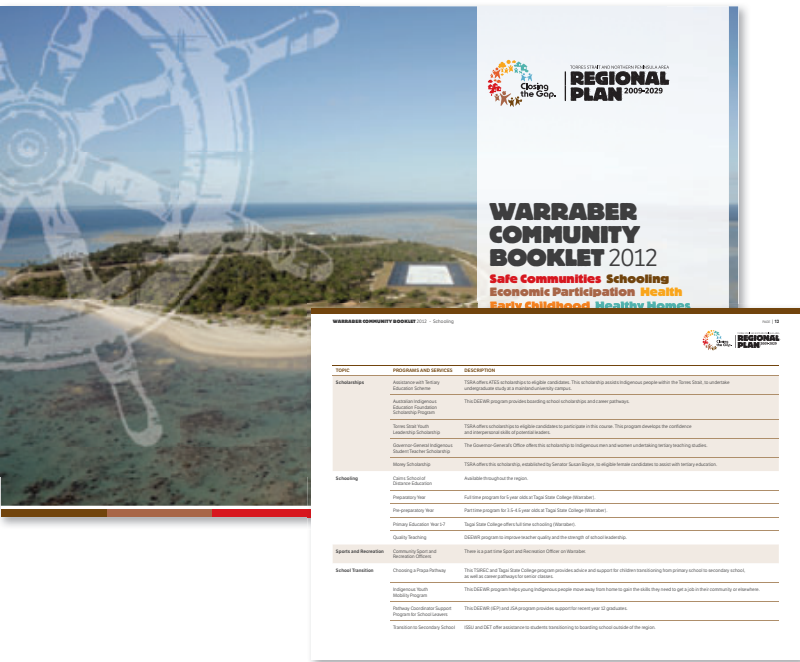 Closing
the Gap.
TORRES STRAIT AND NORTHERN PENINSULA AREA
REGIONAL
PLAN 2009-2029
WARRABER
COMMUNITY
BOOKLET 2012
Safe Communities Schooling
Economic Participation Health
Early Childhood Healthy Homes
WARRABER COMMUNITY BOOKLET 2012 - Schooling
PAGE | 13
Closing
the Gap.
REGIONAL
PLAN 2009-2029
TOPIC PROGRAMS AND SERVICES DESCRIPTION
Scholarships
Assistance with Tertiary
Education Scheme
TSRA offers ATES scholarships to eligible candidates. This scholarship assists Indigenous people within the Torres Strait, to undertake
undergraduate study at a mainland university campus.
Australian Indigenous
Education Foundation
Scholarship Program
This DEEWR program provides boarding school scholarships and career pathways.
Torres Strait Youth
Leadership Scholarship
TSRA offers scholarships to eligible candidates to participate in this course. This program develops the confidence
and interpersonal skills of potential leaders.
Governor-General Indigenous
Student Teacher Scholarship
The Governor-General's Office offers this scholarship to Indigenous men and women undertaking tertiary teaching studies.
Morey Scholarship
TSRA offers this scholarship, established by Senator Susan Boyce, to eligible female candidates to assist with tertiary education.
Schooling
Cairns School of
Distance Education
Available throughout the region.
Preparatory Year
Full time program for 5 year olds at Tagai State College (Warraber).
Pre-preparatory Year
Part time program for 3.5-4.5 year olds at Tagai State College (Warraber).
Primary Education Year 1-7
Tagai State College offers full time schooling (Warraber).
Quality Teaching
DEEWR program to improve teacher quality and the strength of school leadership.
Sports and Recreation
Community Sport and
Recreation Officers
There is a part time Sport and Recreation Officer on Warraber.
School Transition
Choosing a Propa Pathway
This TSIREC and Tagai State College program provides advice and support for children transitioning from primary school to secondary school,
as well as career pathways for senior classes.
Indigenous Youth
Mobility Program
This DEEWR program helps young Indigenous people move away from home to gain the skills they need to get a job in their community or elsewhere.
Pathway Coordinator Support
Program for School Leavers
This DEEWR (IEP) and JSA program provides support for recent year 12 graduates.
Transition to Secondary School
ISSU and DET offer assistance to students transitioning to boarding school outside of the region.